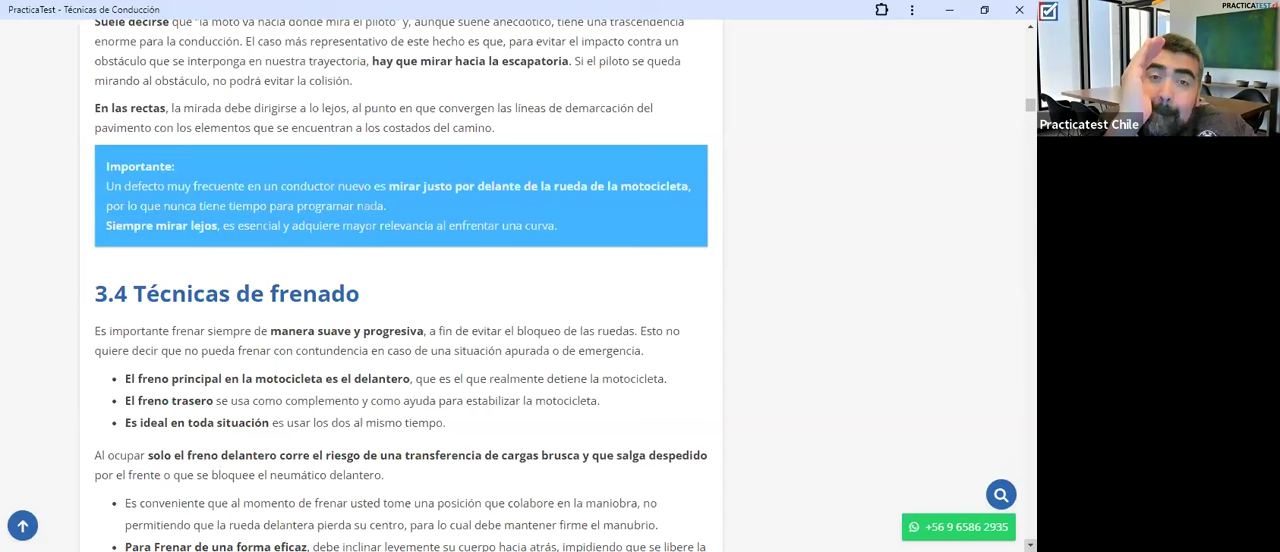 PracticaTest - Técnicas de Conducción
Suele decirse que "la moto va hacia donde mira el piloto" y, aunque suene anecdótico, tiene una trascendencia
enorme para la conducción. El caso más representativo de este hecho es que, para evitar el impacto contra un
obstáculo que se interponga en nuestra trayectoria, hay que mirar hacia la escapatoria. Si el piloto se queda
mirando al obstáculo, no podrá evitar la colisión.
En las rectas, la mirada debe dirigirse a lo lejos, al punto en que convergen las líneas de demarcación del
pavimento con los elementos que se encuentran a los costados del camino.
Importante:
Un defecto muy frecuente en un conductor nuevo es mirar justo por delante de la rueda de la motocicleta,
por lo que nunca tiene tiempo para programar nada.
Siempre mirar lejos, es esencial y adquiere mayor relevancia al enfrentar una curva.
3.4 Técnicas de frenado
Es importante frenar siempre de manera suave y progresiva, a fin de evitar el bloqueo de las ruedas. Esto no
quiere decir que no pueda frenar con contundencia en caso de una situación apurada o de emergencia.
• El freno principal en la motocicleta es el delantero, que es el que realmente detiene la motocicleta.
• El freno trasero se usa como complemento y como ayuda para estabilizar la motocicleta.
• Es ideal en toda situación es usar los dos al mismo tiempo.
Al ocupar solo el freno delantero corre el riesgo de una transferencia de cargas brusca y que salga despedido
por el frente o que se bloquee el neumático delantero.
• Es conveniente que al momento de frenar usted tome una posición que colabore en la maniobra, no
permitiendo que la rueda delantera pierda su centro, para lo cual debe mantener firme el manubrio.
• Para Frenar de una forma eficaz, debe inclinar levemente su cuerpo hacia atrás, impidiendo que se libere la
+56 9 6586 2935
PRACTICATEST
Practicatest Chile